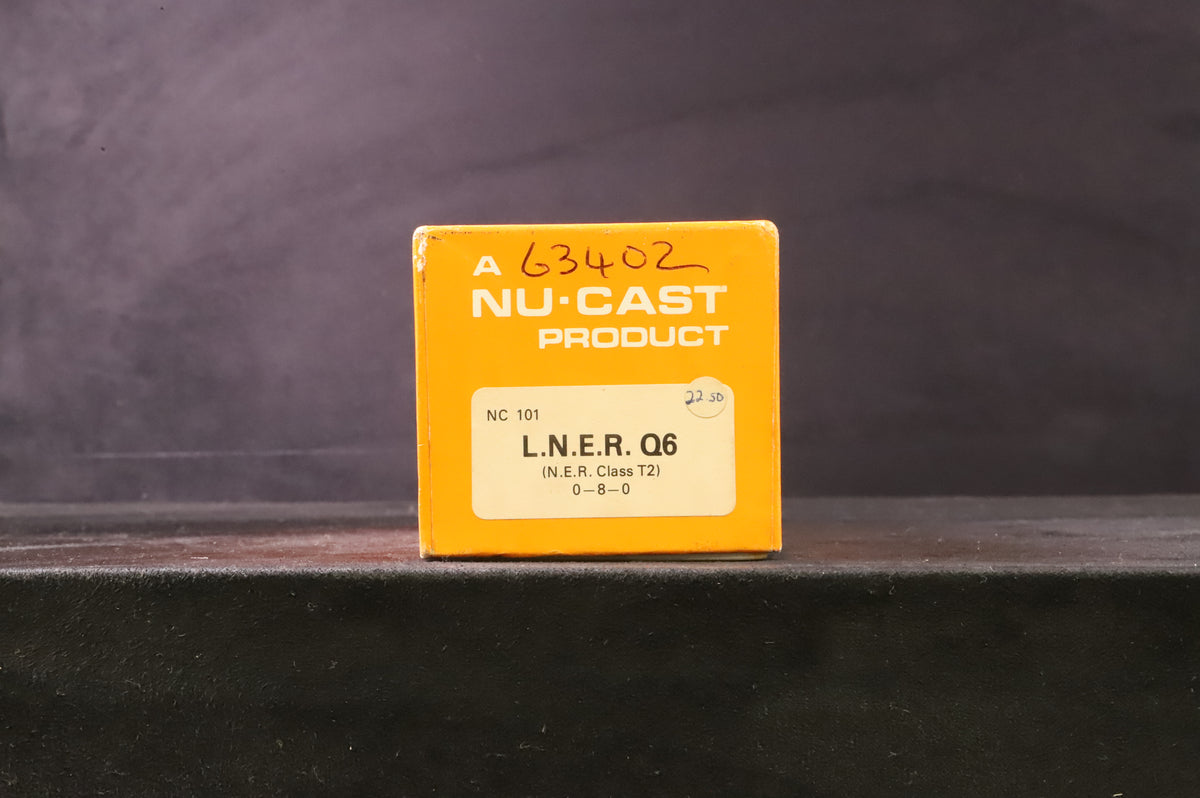 63402
A
NU·CAST
PRODUCT
22.50
NC 101
L.N.E.R. Q6
(N.E.R. Class T2)
0—8—0